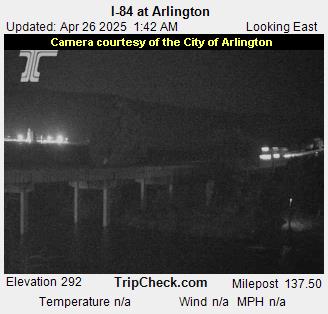 I-84 at Arlington
Updated: Apr 26 2025 1:42 AM Looking East
Camera courtesy of the City of Arlington
Elevation 292 TripCheck.com Milepost 137.50
Temperature n/a Wind n/a MPH n/a